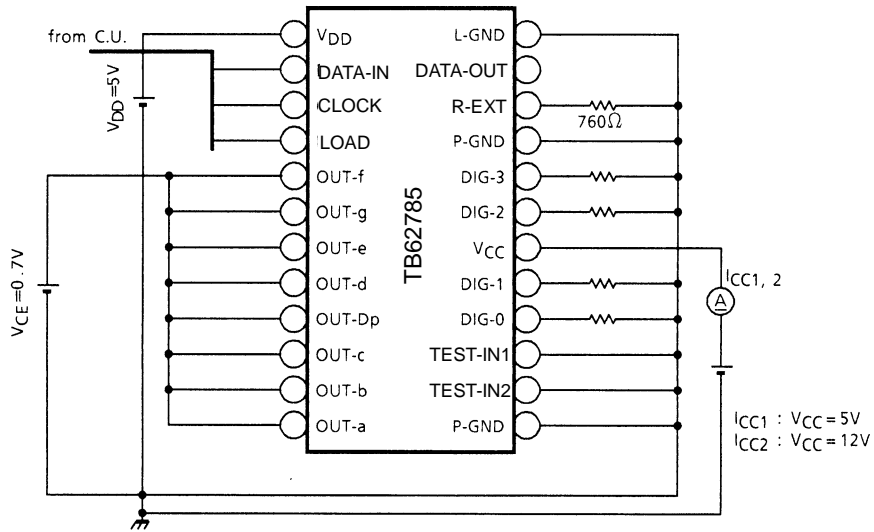 from C.U.
VDD=5V
VCE=0.7V
VDD
DATA-IN
CLOCK
LOAD
OUT-f
OUT-g
OUT-e
OUT-d
OUT-Dp
OUT-c
OUT-b
OUT-a
TB62785
L-GND
DATA-OUT
R-EXT
P-GND
DIG-3
DIG-2
VCC
DIG-1
DIG-0
TEST-IN1
TEST-IN2
P-GND
760Ω
ICC1, 2
A
ICC1 : VCC=5V
ICC2 : VCC=12V